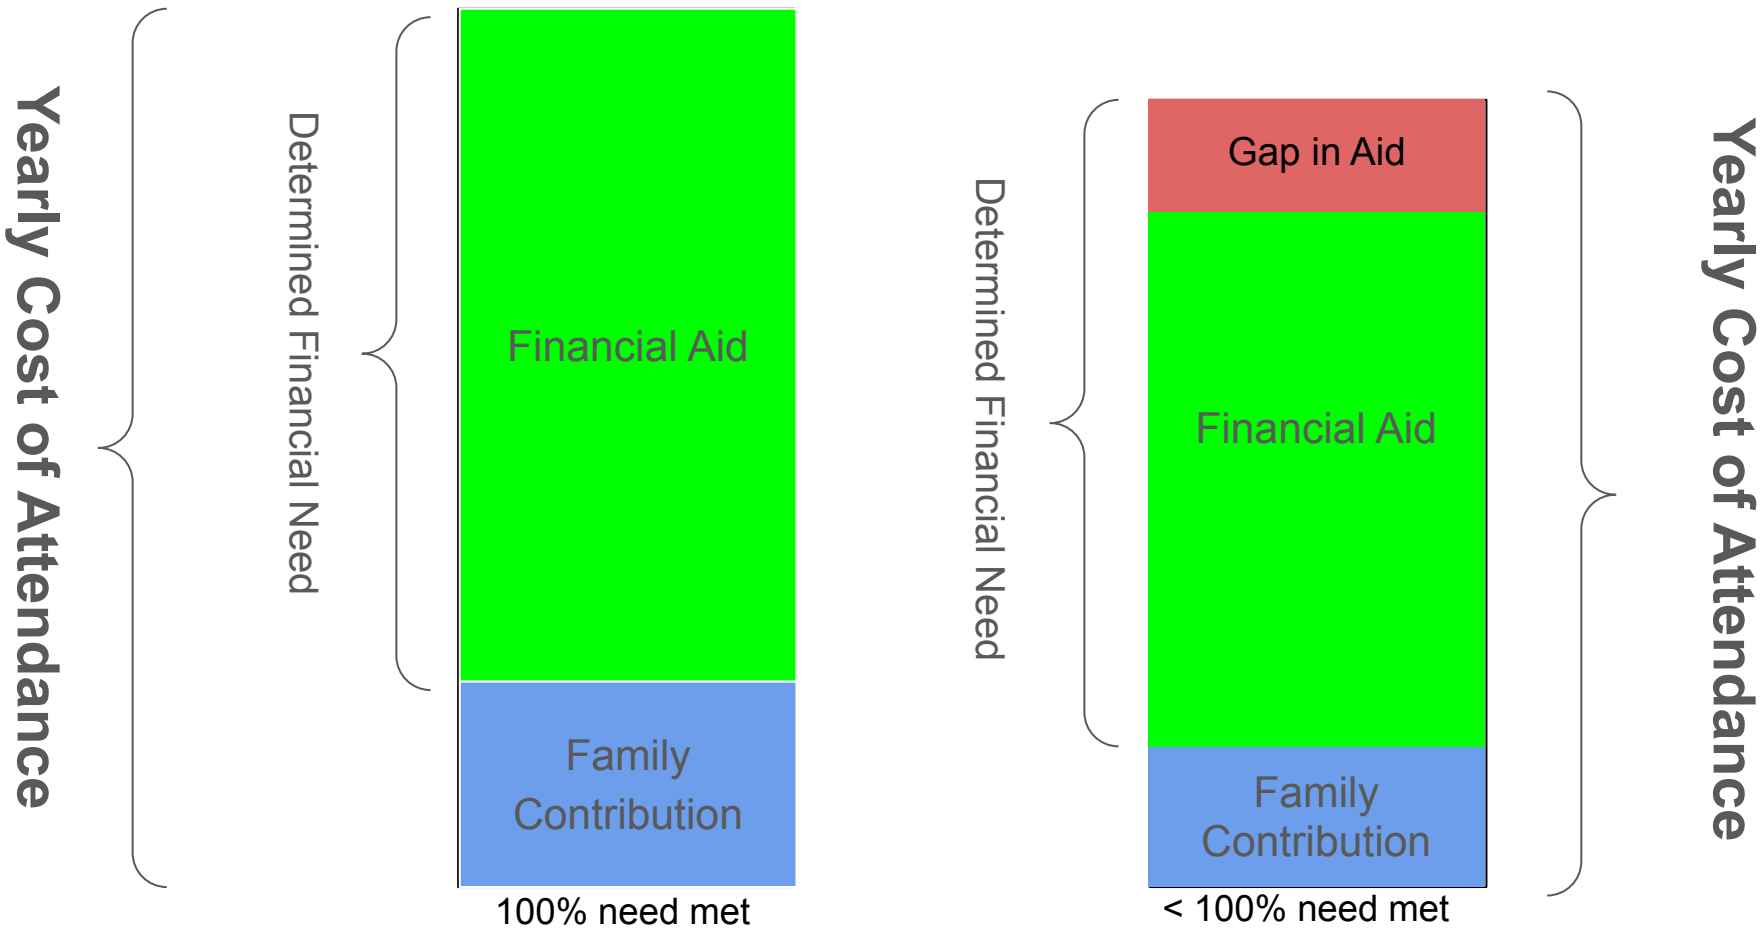 Yearly Cost of Attendance
Determined Financial Need
Financial Aid
Family
Contribution
100% need met
Determined Financial Need
Gap in Aid
Financial Aid
Family
Contribution
< 100% need met
Yearly Cost of Attendance